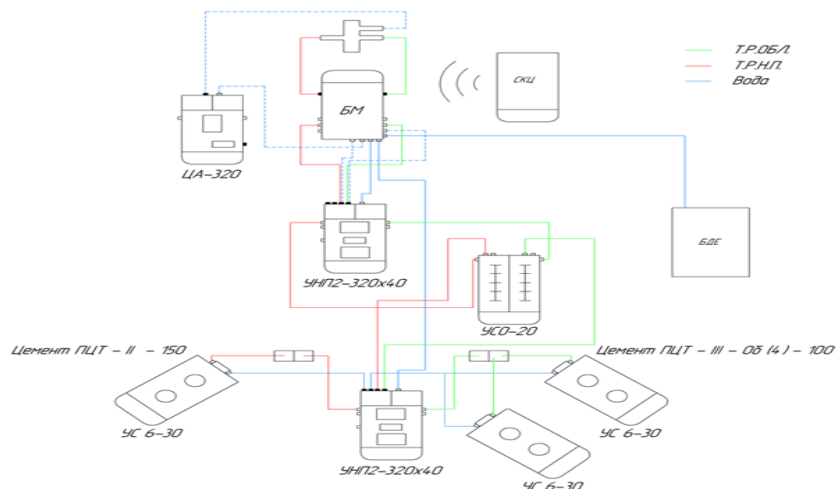 Т.Р.ОБЛ.
Т.Р.Н.П.
Вода
СКЦ
БМ
ЦА-320
БДЕ
УНП2-320х40
УСО-20
Цемент ПЦТ - II - 150
Цемент ПЦТ - III - Об (4) - 100
УС 6-30
УС 6-30
УНП2-320х40
УС 6-30